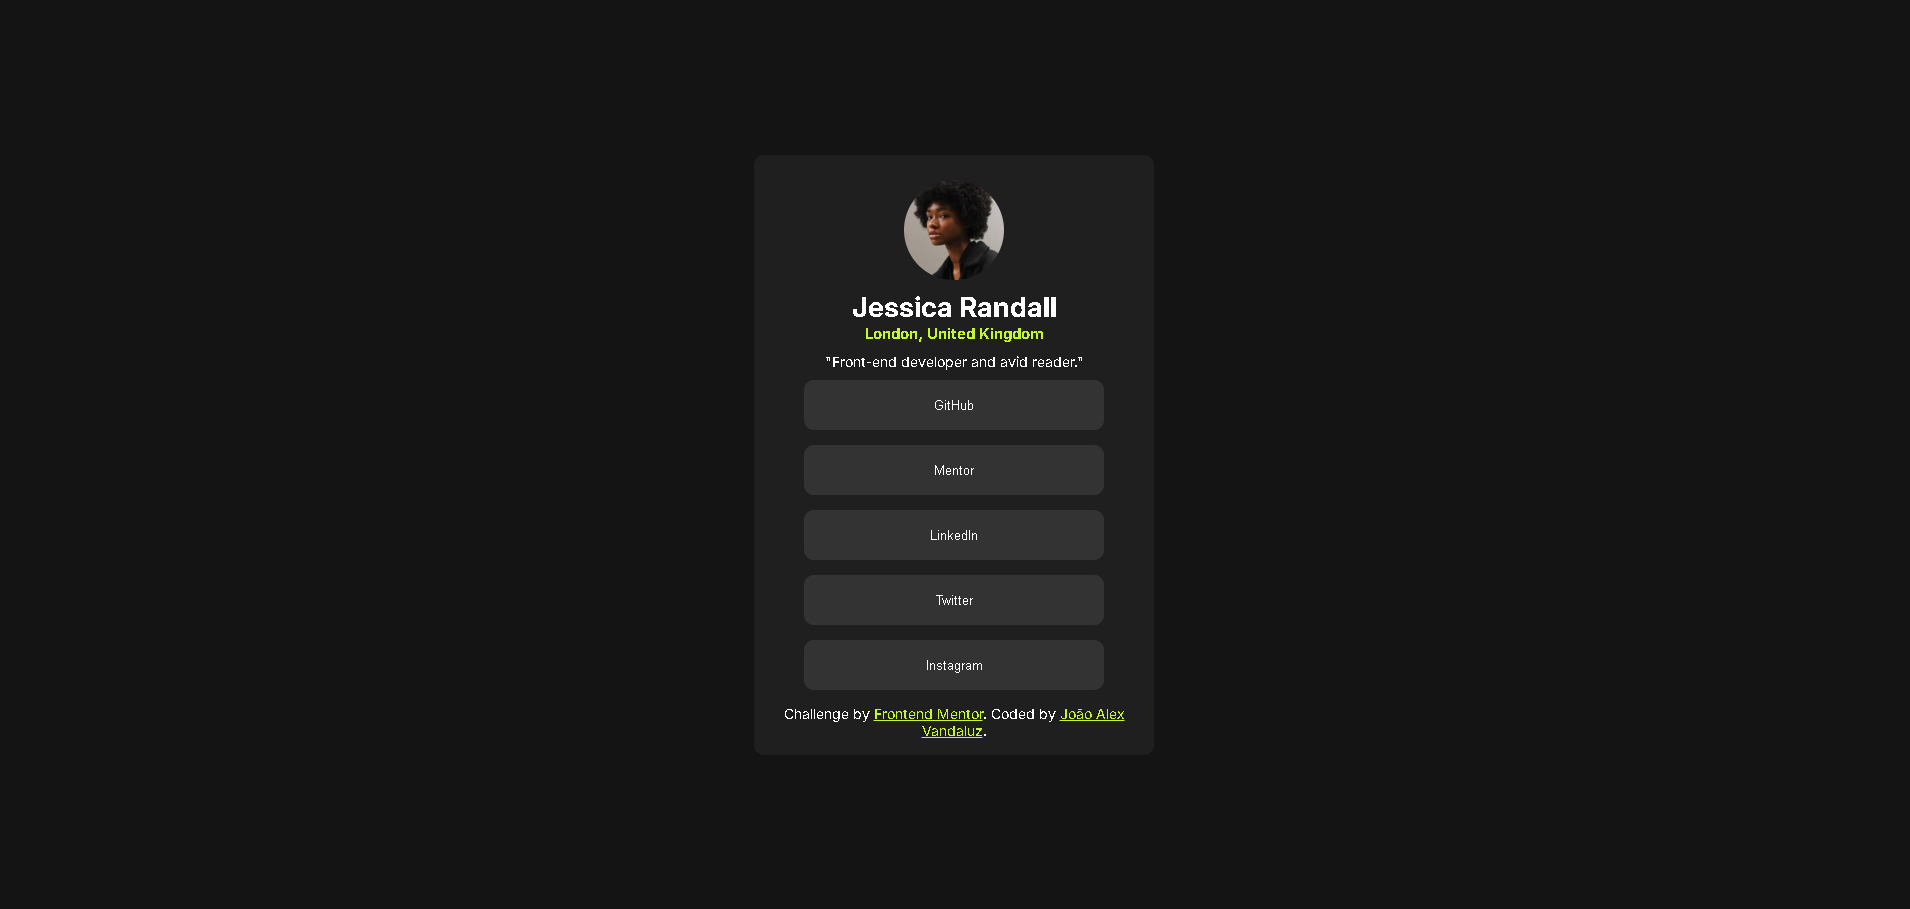 Jessica Randall
London, United Kingdom
"Front-end developer and avid reader."
GitHub
Mentor
LinkedIn
Twitter
Instagram
Challenge by Frontend Mentor. Coded by João Alex
Vandaluz.